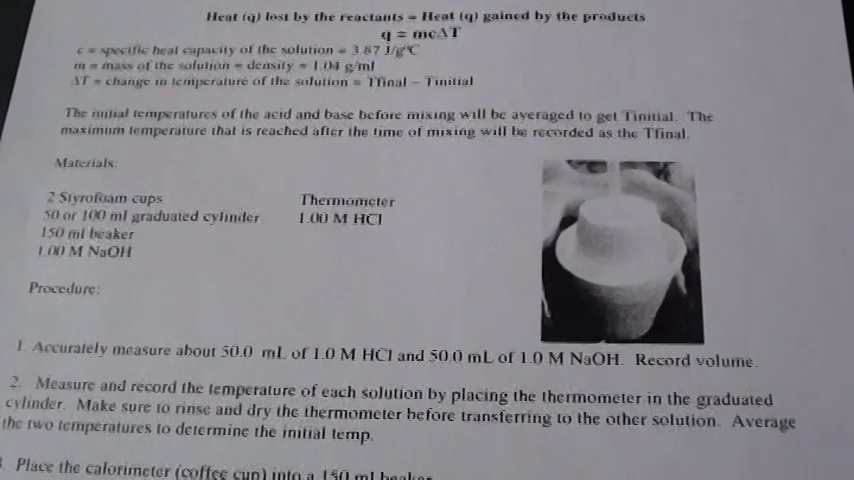 Heat (q) lost by the reactants = Heat (q) gained by the products
q = mcΔT
c = specific heat capacity of the solution = 3.87 J/g°C
m = mass of the solution = density = 1.04 g/ml
ΔT = change in temperature of the solution = Tfinal – Tinitial
The initial temperatures of the acid and base before mixing will be averaged to get Tinitial. The
maximum temperature that is reached after the time of mixing will be recorded as the Tfinal.
Materials:
2 Styrofoam cups Thermometer
50 or 100 ml graduated cylinder 1.00 M HCl
150 ml beaker
1.00 M NaOH
Procedure:
1. Accurately measure about 50.0 mL of 1.0 M HCl and 50.0 mL of 1.0 M NaOH. Record volume.
2. Measure and record the temperature of each solution by placing the thermometer in the graduated
cylinder. Make sure to rinse and dry the thermometer before transferring to the other solution. Average
the two temperatures to determine the initial temp.
3. Place the calorimeter (coffee cup) into a 150 ml beaker